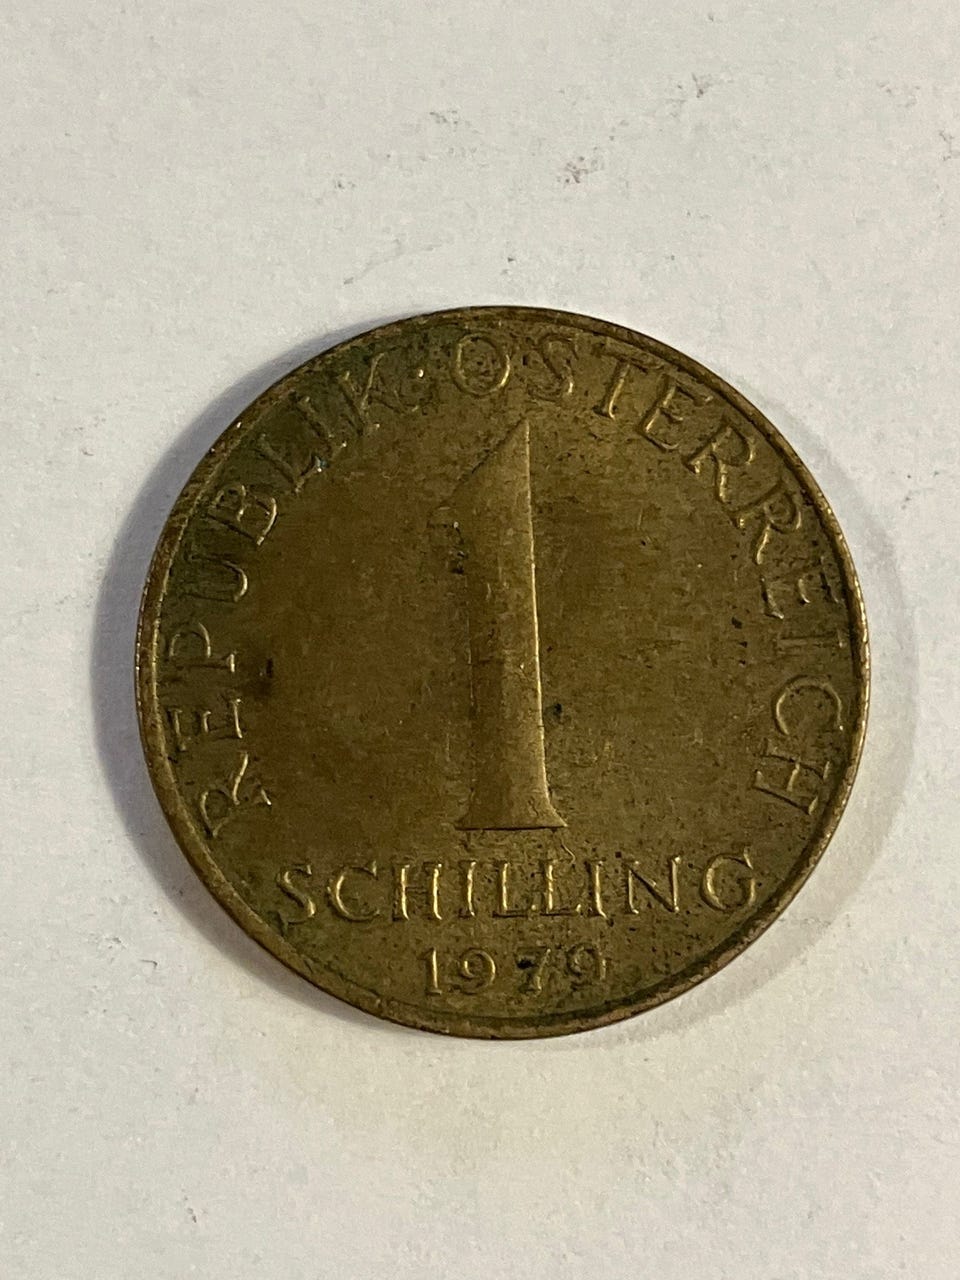 REPUBLIK·ÖSTERREICH
1
SCHILLING
1979